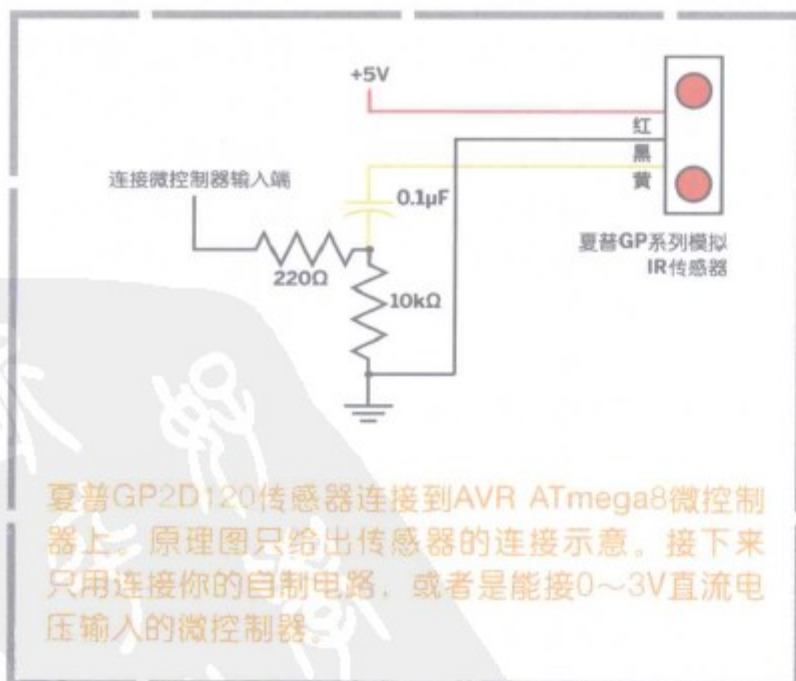 +5V
红
黑
黄
连接微控制器输入端
0.1µF
夏普GP系列模拟
IR传感器
220Ω
10kΩ
夏普GP2D120传感器连接到AVR ATmega8微控制
器上。原理图只给出传感器的连接示意。接下来
只用连接你的自制电路，或者是能接0～3V直流电
压输入的微控制器。